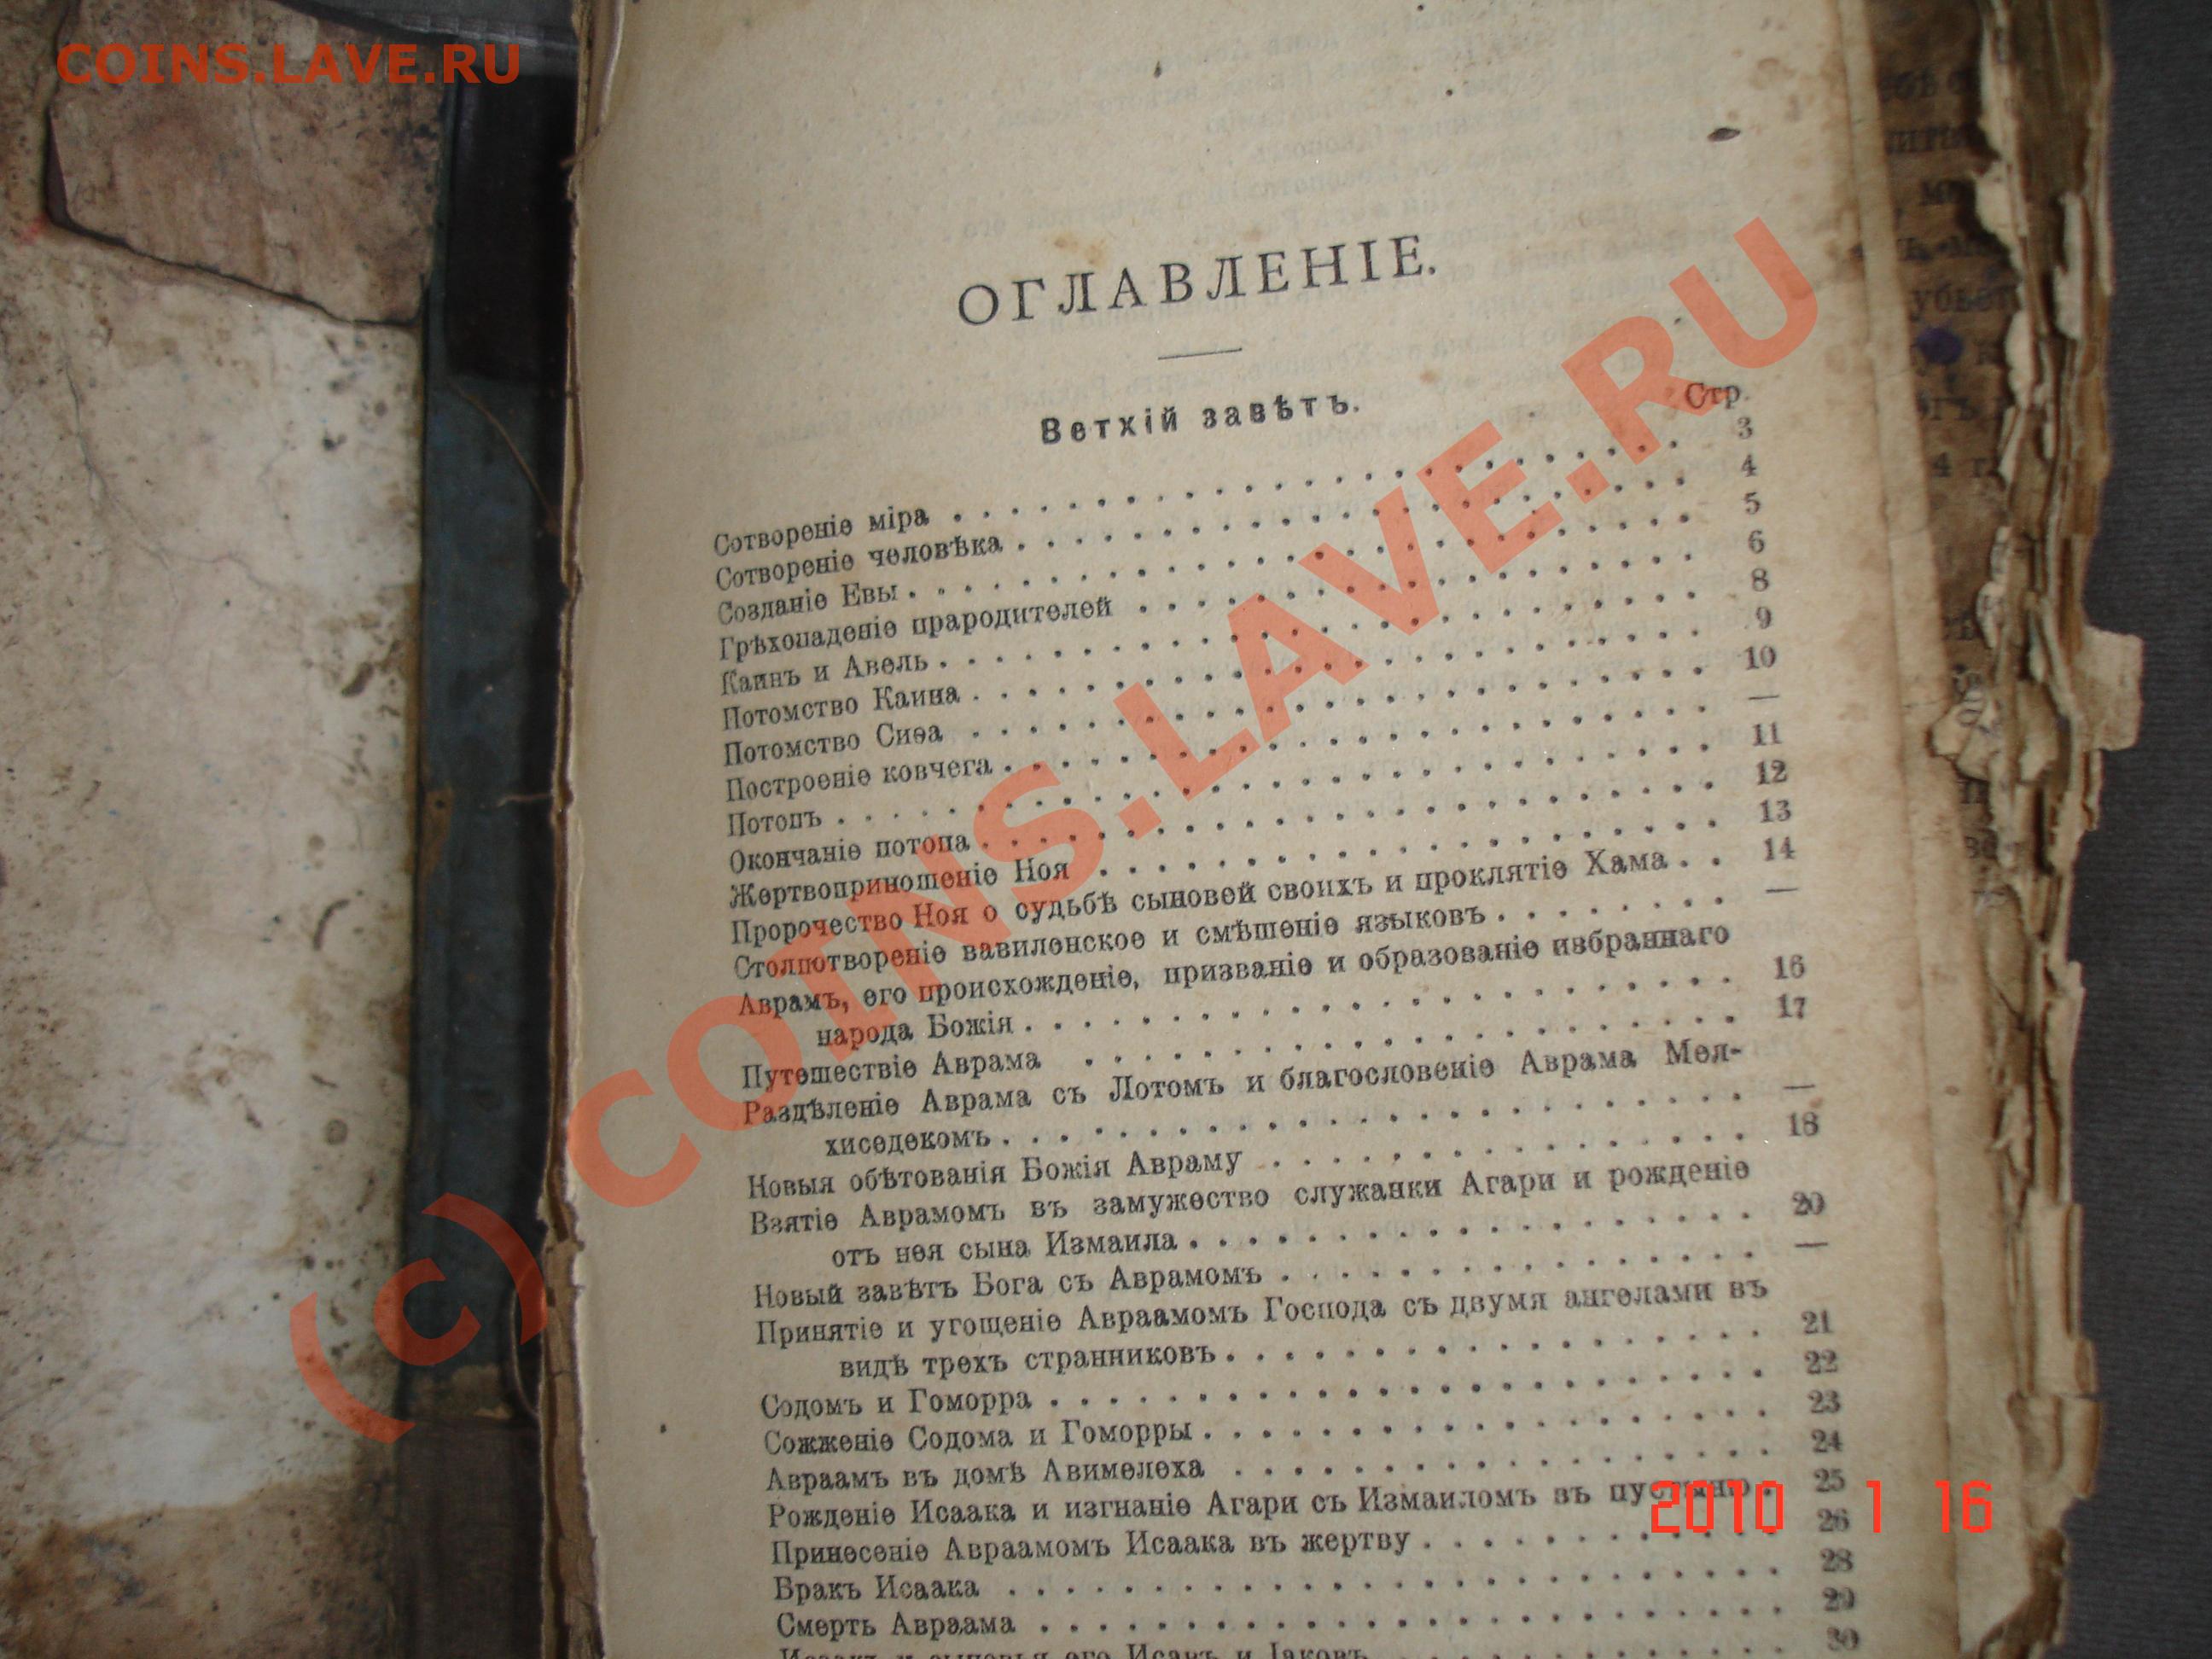 COINS.LAVE.RU
ОГЛАВЛЕНІЕ.
Ветхій завѣтъ.
Стр.
Сотвореніе міра . . . . . . . . . . 3
Сотвореніе человѣка . . . . . . . . . . 4
Созданіе Евы . . . . . . . . . . 5
Грѣхопаденіе прародителей . . . . . . . . . . 6
Каинъ и Авель . . . . . . . . . . 8
Потомство Каина . . . . . . . . . . 9
Потомство Сиѳа . . . . . . . . . . 10
Построеніе ковчега . . . . . . . . . . —
Потопъ . . . . . . . . . . 11
Окончаніе потопа . . . . . . . . . . 12
Жертвоприношеніе Ноя . . . . . . . . . . 13
Пророчество Ноя о судьбѣ сыновей своихъ и проклятіе Хама . . 14
Столпотвореніе вавилонское и смѣшеніе языковъ . . . . . . . . —
Аврамъ, его происхожденіе, призваніе и образованіе избраннаго
народа Божія . . . . . . . . . . 16
Путешествіе Аврама . . . . . . . . . . 17
Раздѣленіе Аврама съ Лотомъ и благословеніе Аврама Мел-
хиседекомъ . . . . . . . . . . —
Новыя обѣтованія Божія Авраму . . . . . . . . . . 18
Взятіе Аврамомъ въ замужество служанки Агари и рожденіе
отъ нея сына Измаила . . . . . . . . . . 20
Новый завѣтъ Бога съ Аврамомъ . . . . . . . . . . —
Принятіе и угощеніе Авраамомъ Господа съ двумя ангелами въ
видѣ трехъ странниковъ . . . . . . . . . . 21
Содомъ и Гоморра . . . . . . . . . . 22
Сожженіе Содома и Гоморры . . . . . . . . . . 23
Авраамъ въ домѣ Авимелеха . . . . . . . . . . 24
Рожденіе Исаака и изгнаніе Агари съ Измаиломъ въ пустыню . 25
Принесеніе Авраамомъ Исаака въ жертву . . . . . . . . . . 26
Бракъ Исаака . . . . . . . . . . 28
Смерть Авраама . . . . . . . . . . 29
Исаакъ и сыновья его Исавъ и Іаковъ . . . . . . . . . . 30
(c) COINS.LAVE.RU
2010 1 16